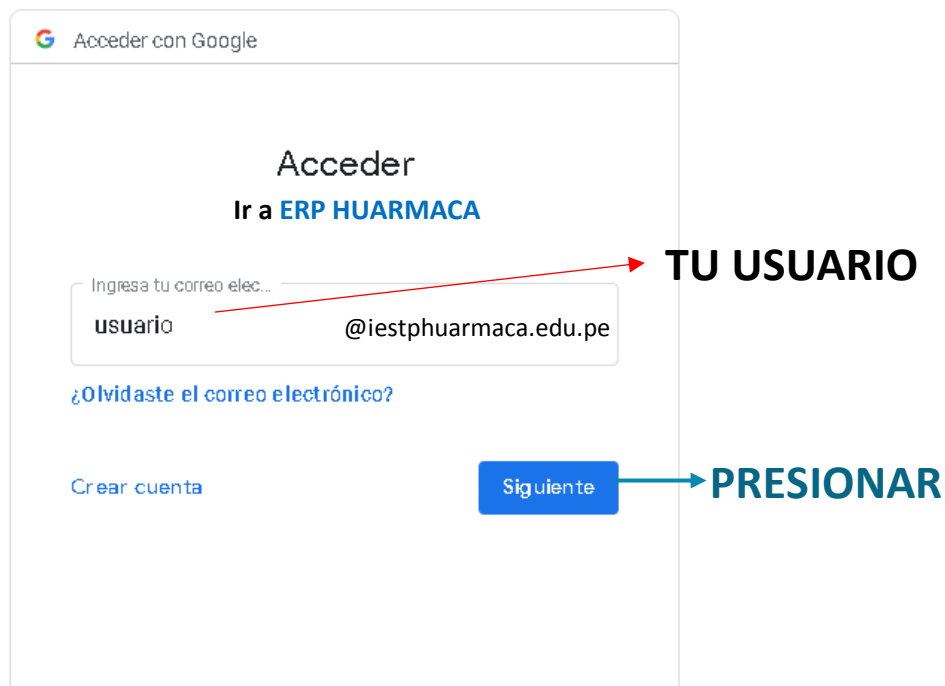 Acceder con Google
Acceder
Ir a ERP HUARMACA
TU USUARIO
Ingresa tu correo elec...
usuario @iestphuarmaca.edu.pe
¿Olvidaste el correo electrónico?
Crear cuenta
Siguiente
PRESIONAR